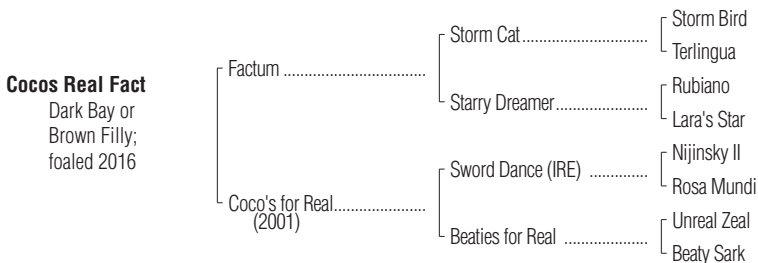 Cocos Real Fact
Dark Bay or
Brown Filly;
foaled 2016
Factum ..................................
Coco's for Real......................
(2001)
Storm Cat..............................
Starry Dreamer......................
Sword Dance (IRE) ..............
Beaties for Real ....................
Storm Bird
Terlingua
Rubiano
Lara's Star
Nijinsky II
Rosa Mundi
Unreal Zeal
Beaty Sark